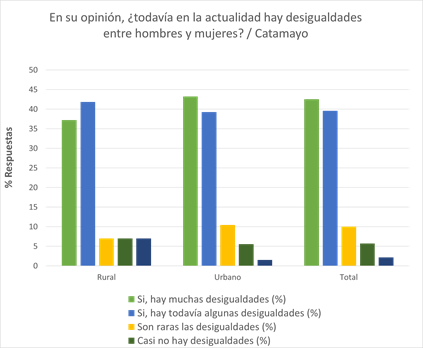 En su opinión, ¿todavía en la actualidad hay desigualdades
entre hombres y mujeres? / Catamayo
% Respuestas
50
45
40
35
30
25
20
15
10
5
0
Rural
Urbano
Total
Si, hay muchas desigualdades (%)
Si, hay todavía algunas desigualdades (%)
Son raras las desigualdades (%)
Casi no hay desigualdades (%)